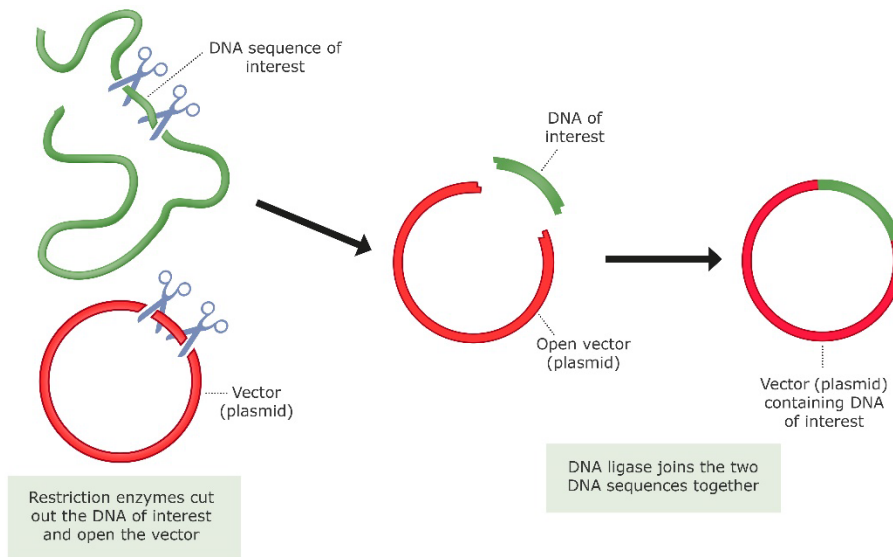 DNA sequence of
interest
Vector
(plasmid)
Restriction enzymes cut
out the DNA of interest
and open the vector
DNA of
interest
Open vector
(plasmid)
Vector (plasmid)
containing DNA
of interest
DNA ligase joins the two
DNA sequences together